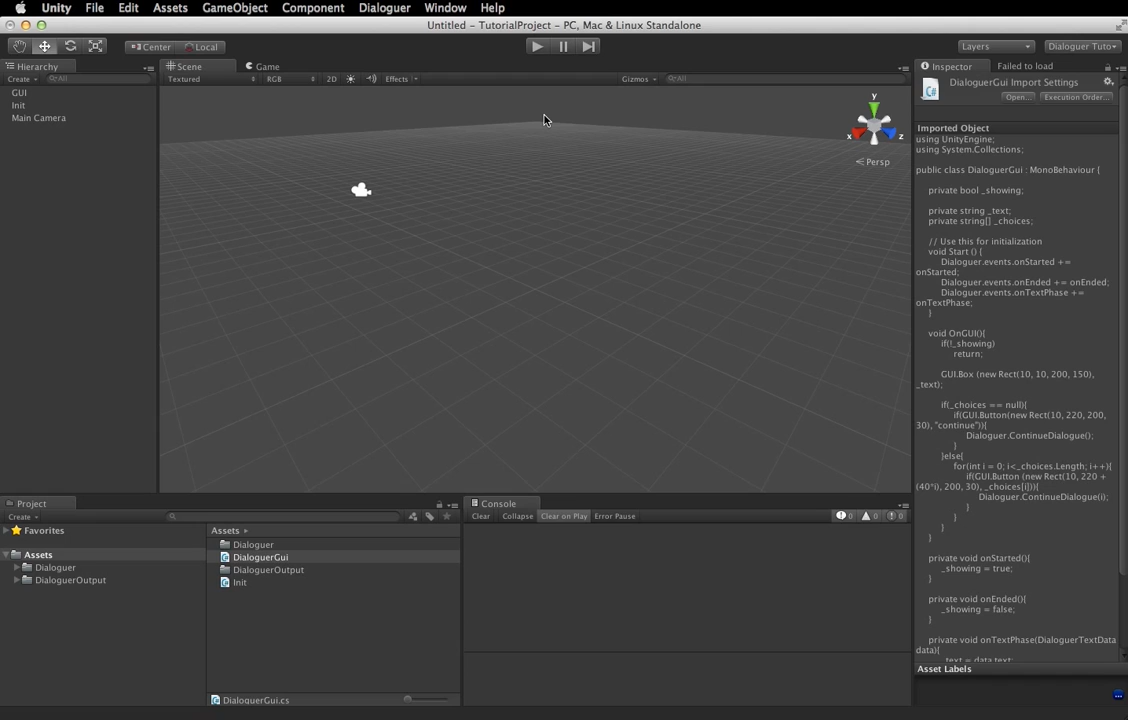 Unity File Edit Assets GameObject Component Dialoguer Window Help
Untitled - TutorialProject - PC, Mac & Linux Standalone
Center Local
Layers Dialoguer Tuto
Hierarchy
Create All
GUI
Init
Main Camera
Scene Game
Textured RGB 2D Effects Gizmos All
y
x z
Persp
Inspector Failed to load
DialoguerGui Import Settings
C#
Open... Execution Order...
Imported Object
using UnityEngine;
using System.Collections;
public class DialoguerGui : MonoBehaviour {
private bool _showing;
private string _text;
private string[] _choices;
// Use this for initialization
void Start () {
Dialoguer.events.onStarted +=
onStarted;
Dialoguer.events.onEnded += onEnded;
Dialoguer.events.onTextPhase +=
onTextPhase;
}
void OnGUI(){
if(!_showing)
return;
GUI.Box (new Rect(10, 10, 200, 150),
_text);
if(_choices == null){
if(GUI.Button(new Rect(10, 220, 200,
30), "continue")){
Dialoguer.ContinueDialogue();
}
}else{
for(int i = 0; i<_choices.Length; i++){
if(GUI.Button (new Rect(10, 220 +
(40*i), 200, 30), _choices[i])){
Dialoguer.ContinueDialogue(i);
}
}
}
}
private void onStarted(){
_showing = true;
}
private void onEnded(){
_showing = false;
}
private void onTextPhase(DialoguerTextData
data){
_text = data.text;
Asset Labels
Project
Create
Favorites
Assets
Dialoguer
DialoguerOutput
Assets
Dialoguer
DialoguerGui
DialoguerOutput
Init
DialoguerGui.cs
Console
Clear Collapse Clear on Play Error Pause 0 0 0